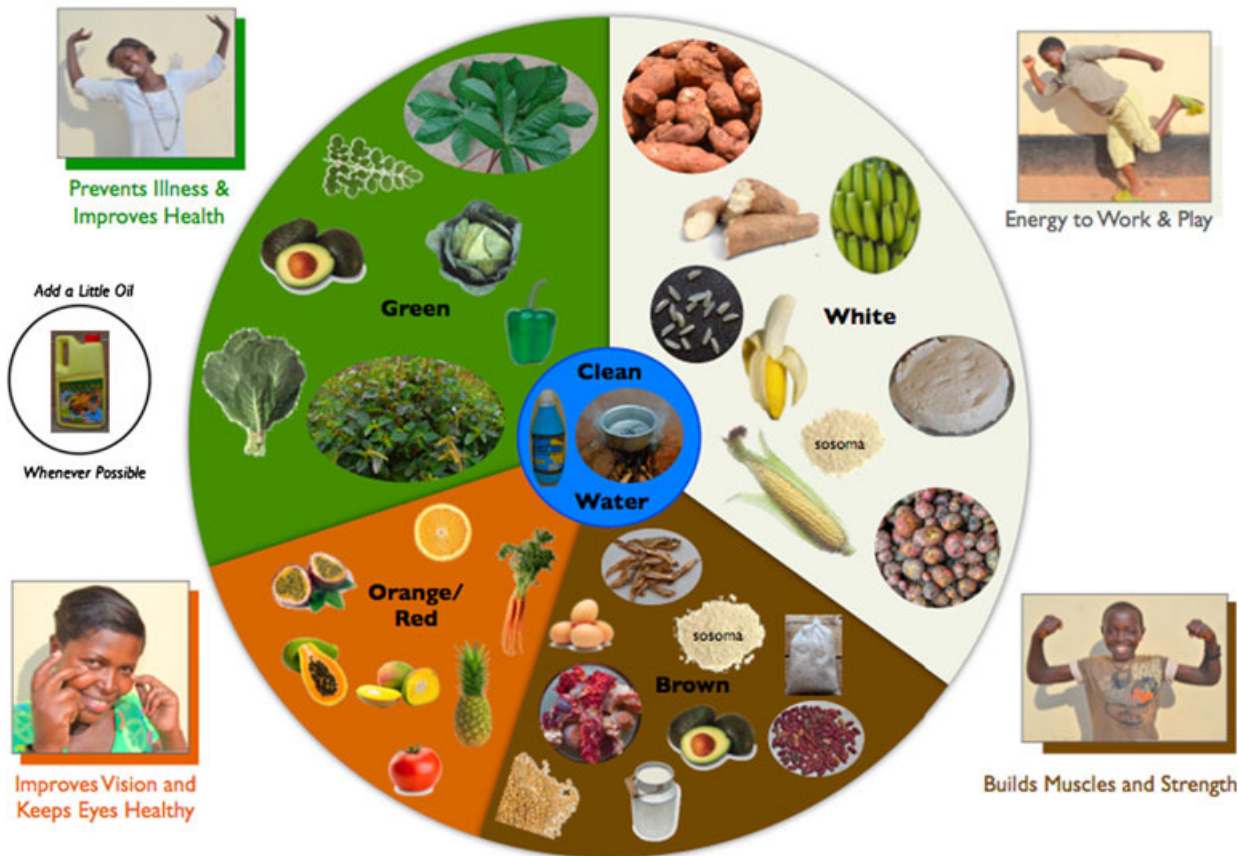 Prevents Illness &
Improves Health
Energy to Work & Play
Add a Little Oil
Whenever Possible
Green
White
Clean
Water
sosoma
Orange/
Red
sosoma
Brown
Improves Vision and
Keeps Eyes Healthy
Builds Muscles and Strength